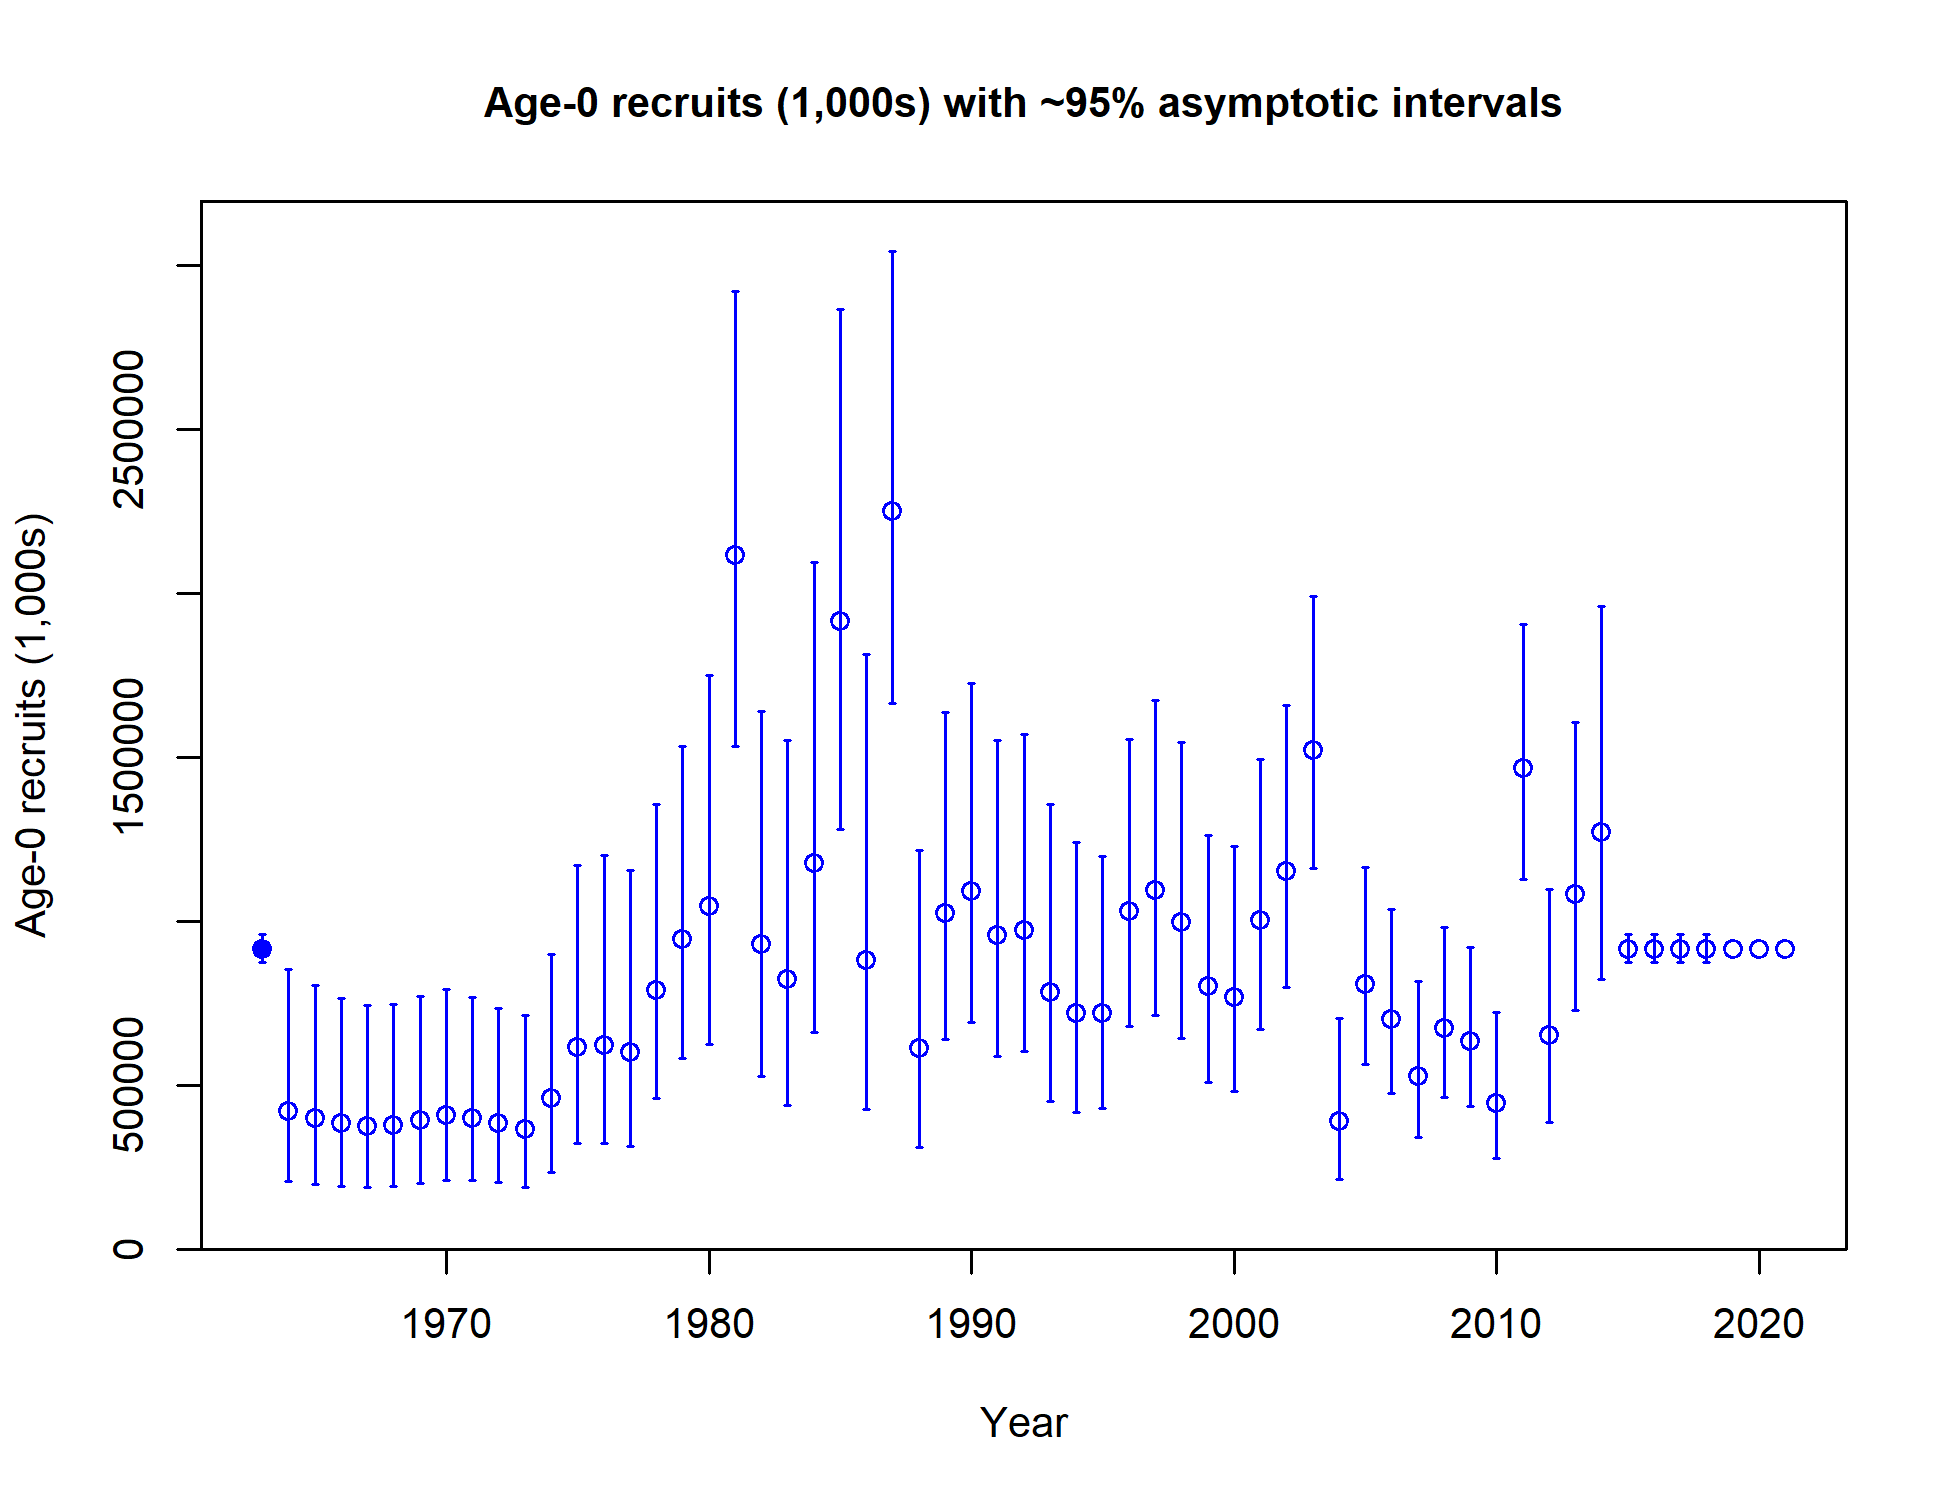 Age-0 recruits (1,000s) with ~95% asymptotic intervals
Age-0 recruits (1,000s)
2500000
1500000
500000
0
1970 1980 1990 2000 2010 2020
Year